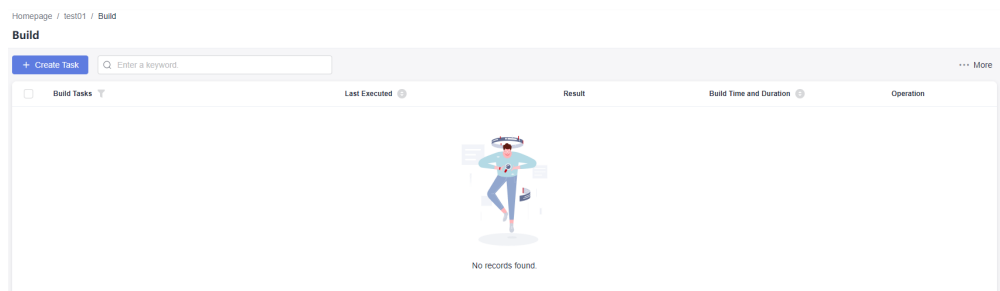 Homepage / test01 / Build
Build
+ Create Task
Enter a keyword.
··· More
Build Tasks
Last Executed
Result
Build Time and Duration
Operation
No records found.